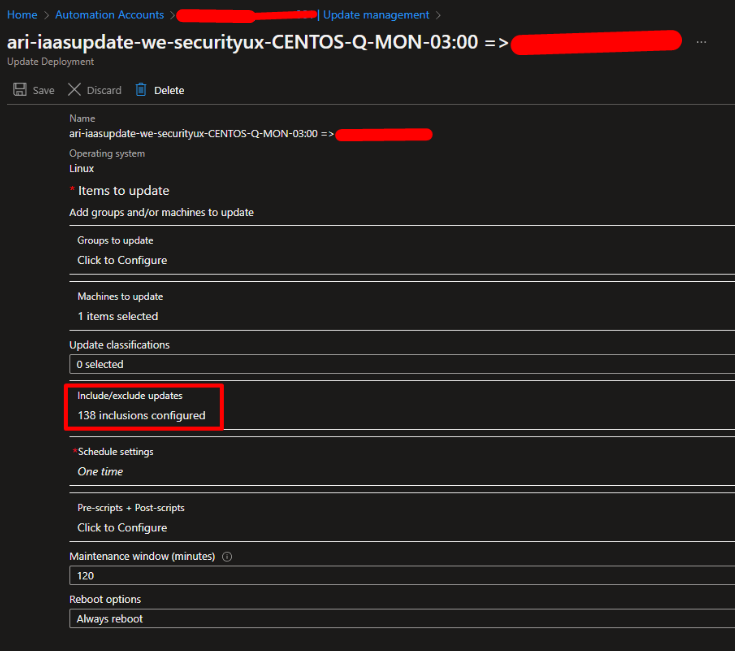 Home > Automation Accounts > | Update management >
ari-iaasupdate-we-securityux-CENTOS-Q-MON-03:00 => ...
Update Deployment
Save Discard Delete
Name
ari-iaasupdate-we-securityux-CENTOS-Q-MON-03:00 =>
Operating system
Linux
* Items to update
Add groups and/or machines to update
Groups to update
Click to Configure
Machines to update
1 items selected
Update classifications
0 selected
Include/exclude updates
138 inclusions configured
*Schedule settings
One time
Pre-scripts + Post-scripts
Click to Configure
Maintenance window (minutes)
120
Reboot options
Always reboot